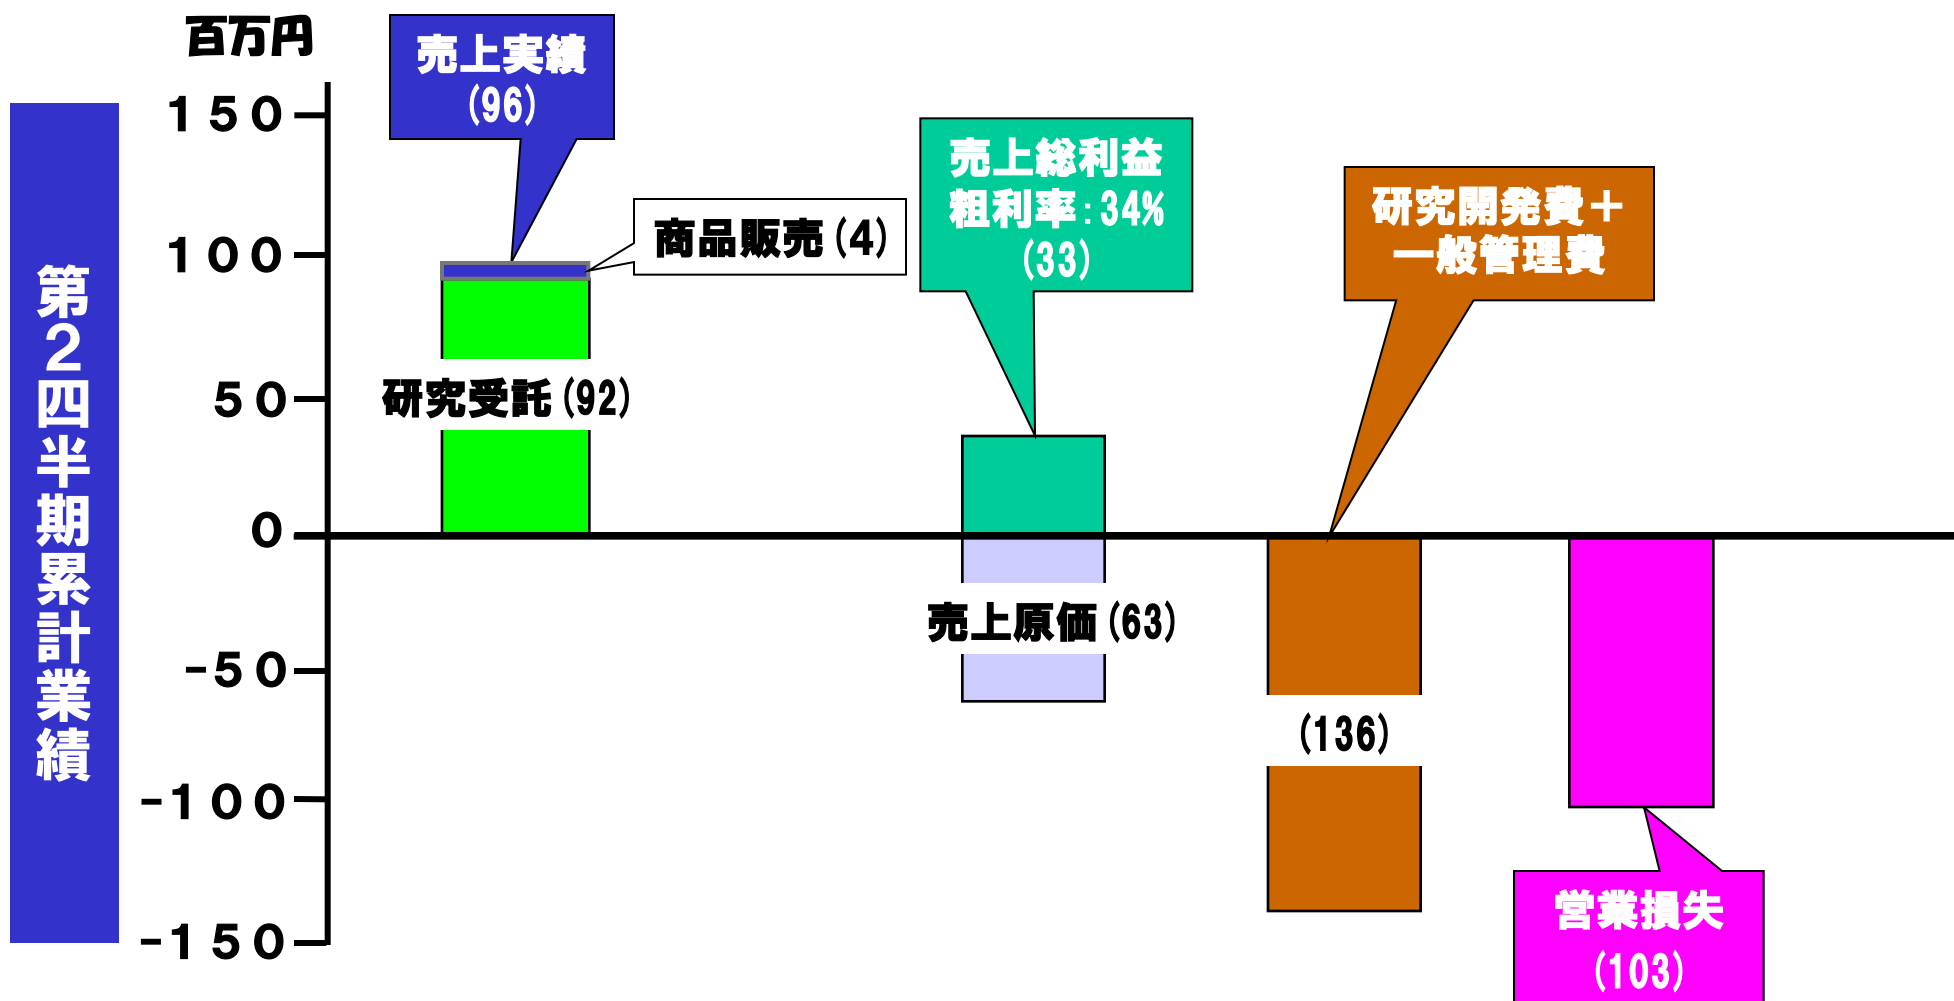 百万円
第2四半期累計業績
150
100
50
0
-50
-100
-150
売上実績
(96)
商品販売(4)
研究受託(92)
売上総利益
粗利率:34%
(33)
売上原価(63)
研究開発費＋
一般管理費
(136)
営業損失
(103)